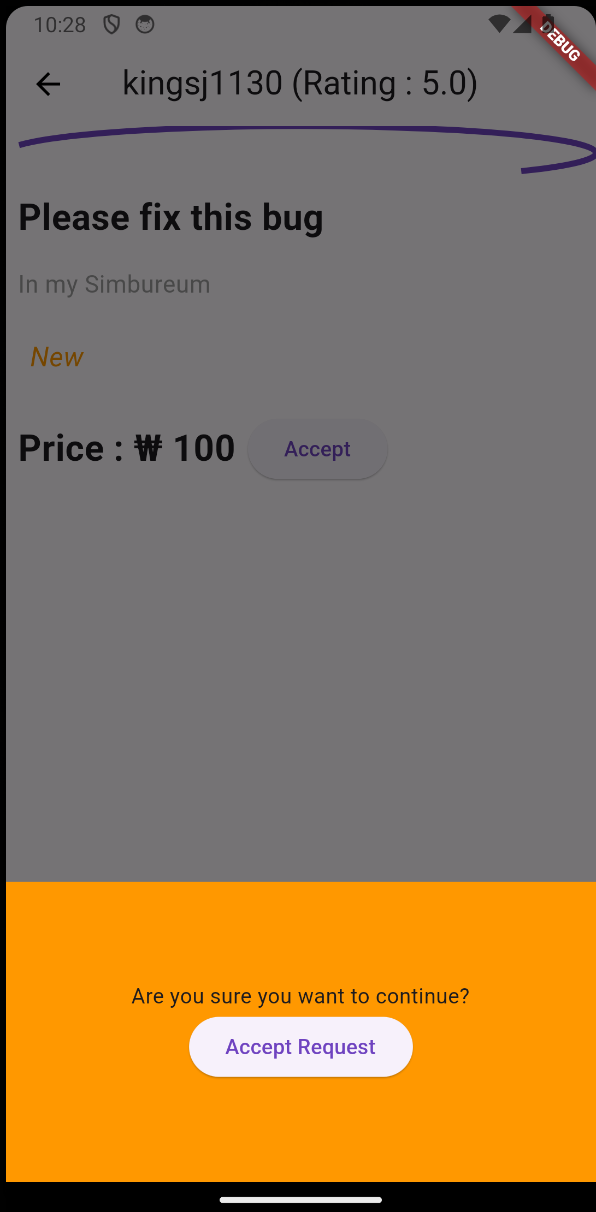 10:28
DEBUG
kingsj1130 (Rating : 5.0)
Please fix this bug
In my Simbureum
New
Price : ₩ 100
Accept
Are you sure you want to continue?
Accept Request